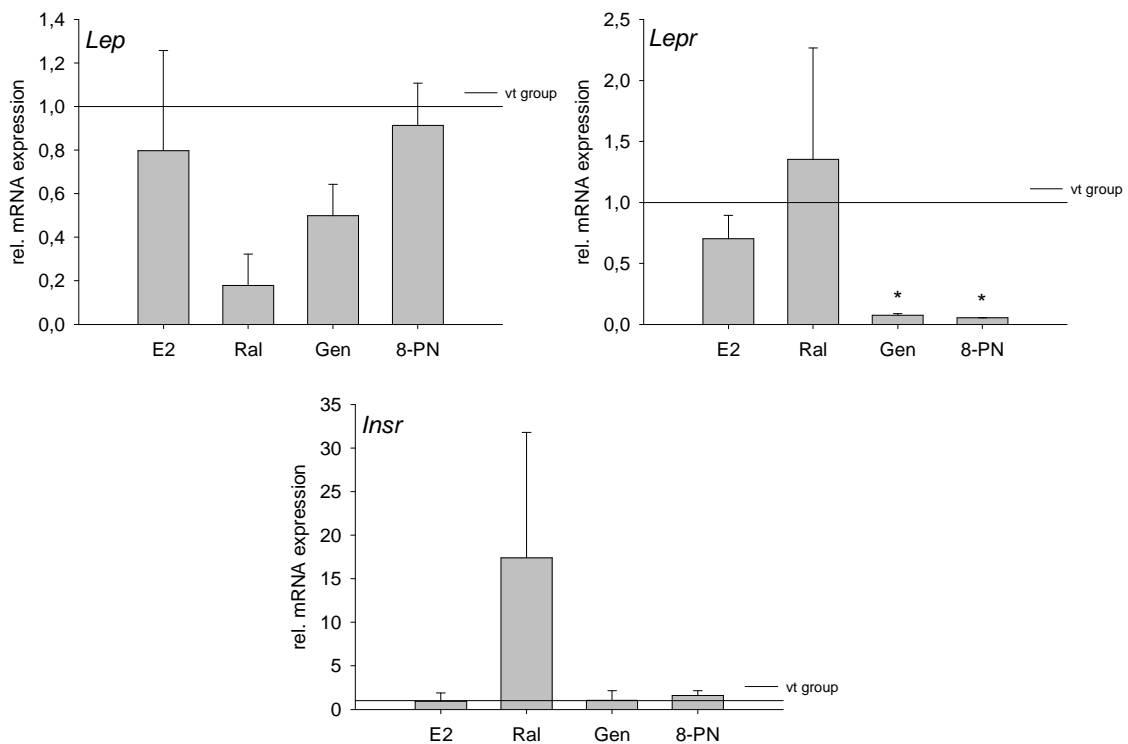 Lep
rel. mRNA expression
1,4
1,2
1,0
0,8
0,6
0,4
0,2
0,0
vt group
E2 Ral Gen 8-PN
Lepr
rel. mRNA expression
2,5
2,0
1,5
1,0
0,5
0,0
vt group
* *
E2 Ral Gen 8-PN
Insr
rel. mRNA expression
35
30
25
20
15
10
5
0
vt group
E2 Ral Gen 8-PN